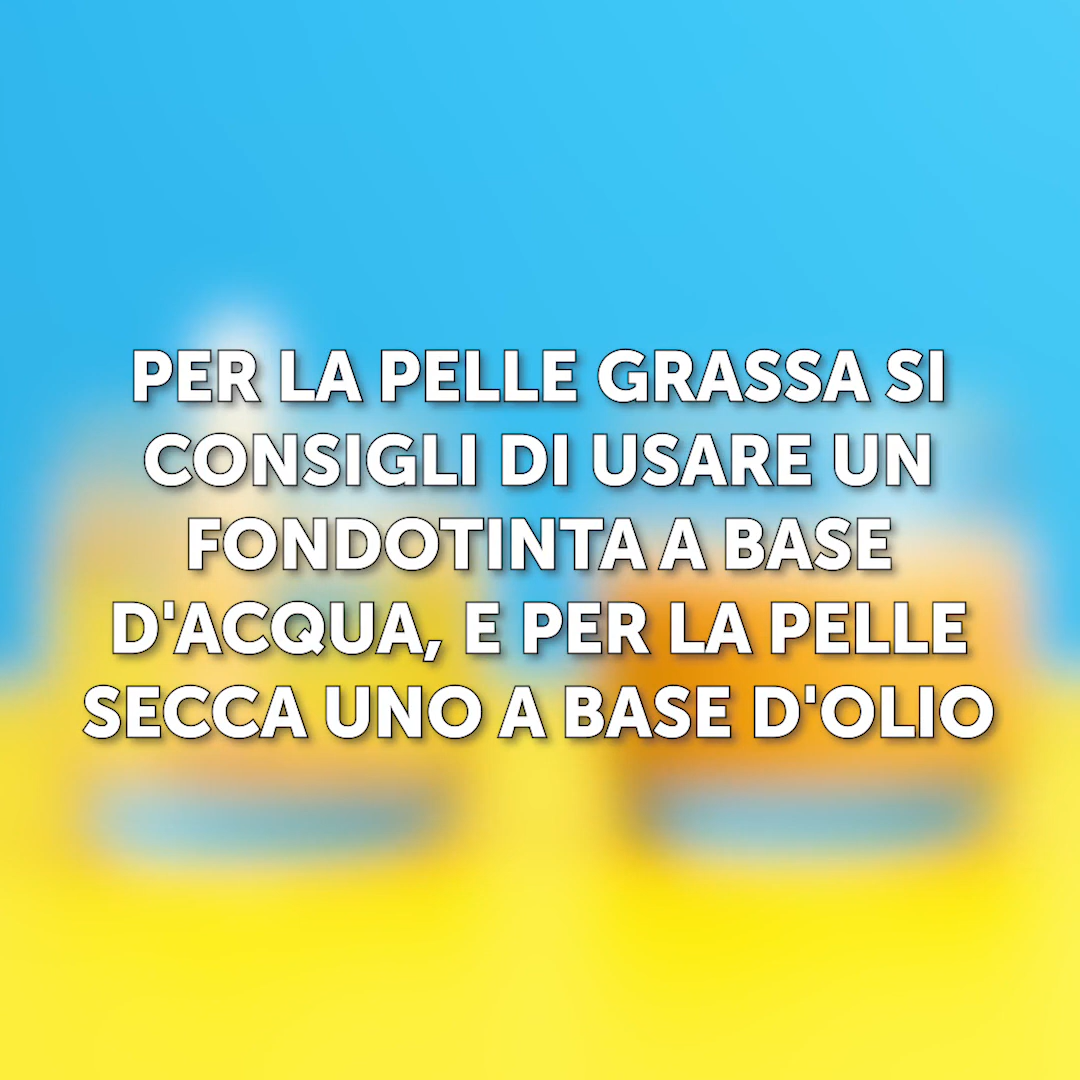 PER LA PELLE GRASSA SI
CONSIGLI DI USARE UN
FONDOTINTA A BASE
D'ACQUA, E PER LA PELLE
SECCA UNO A BASE D'OLIO